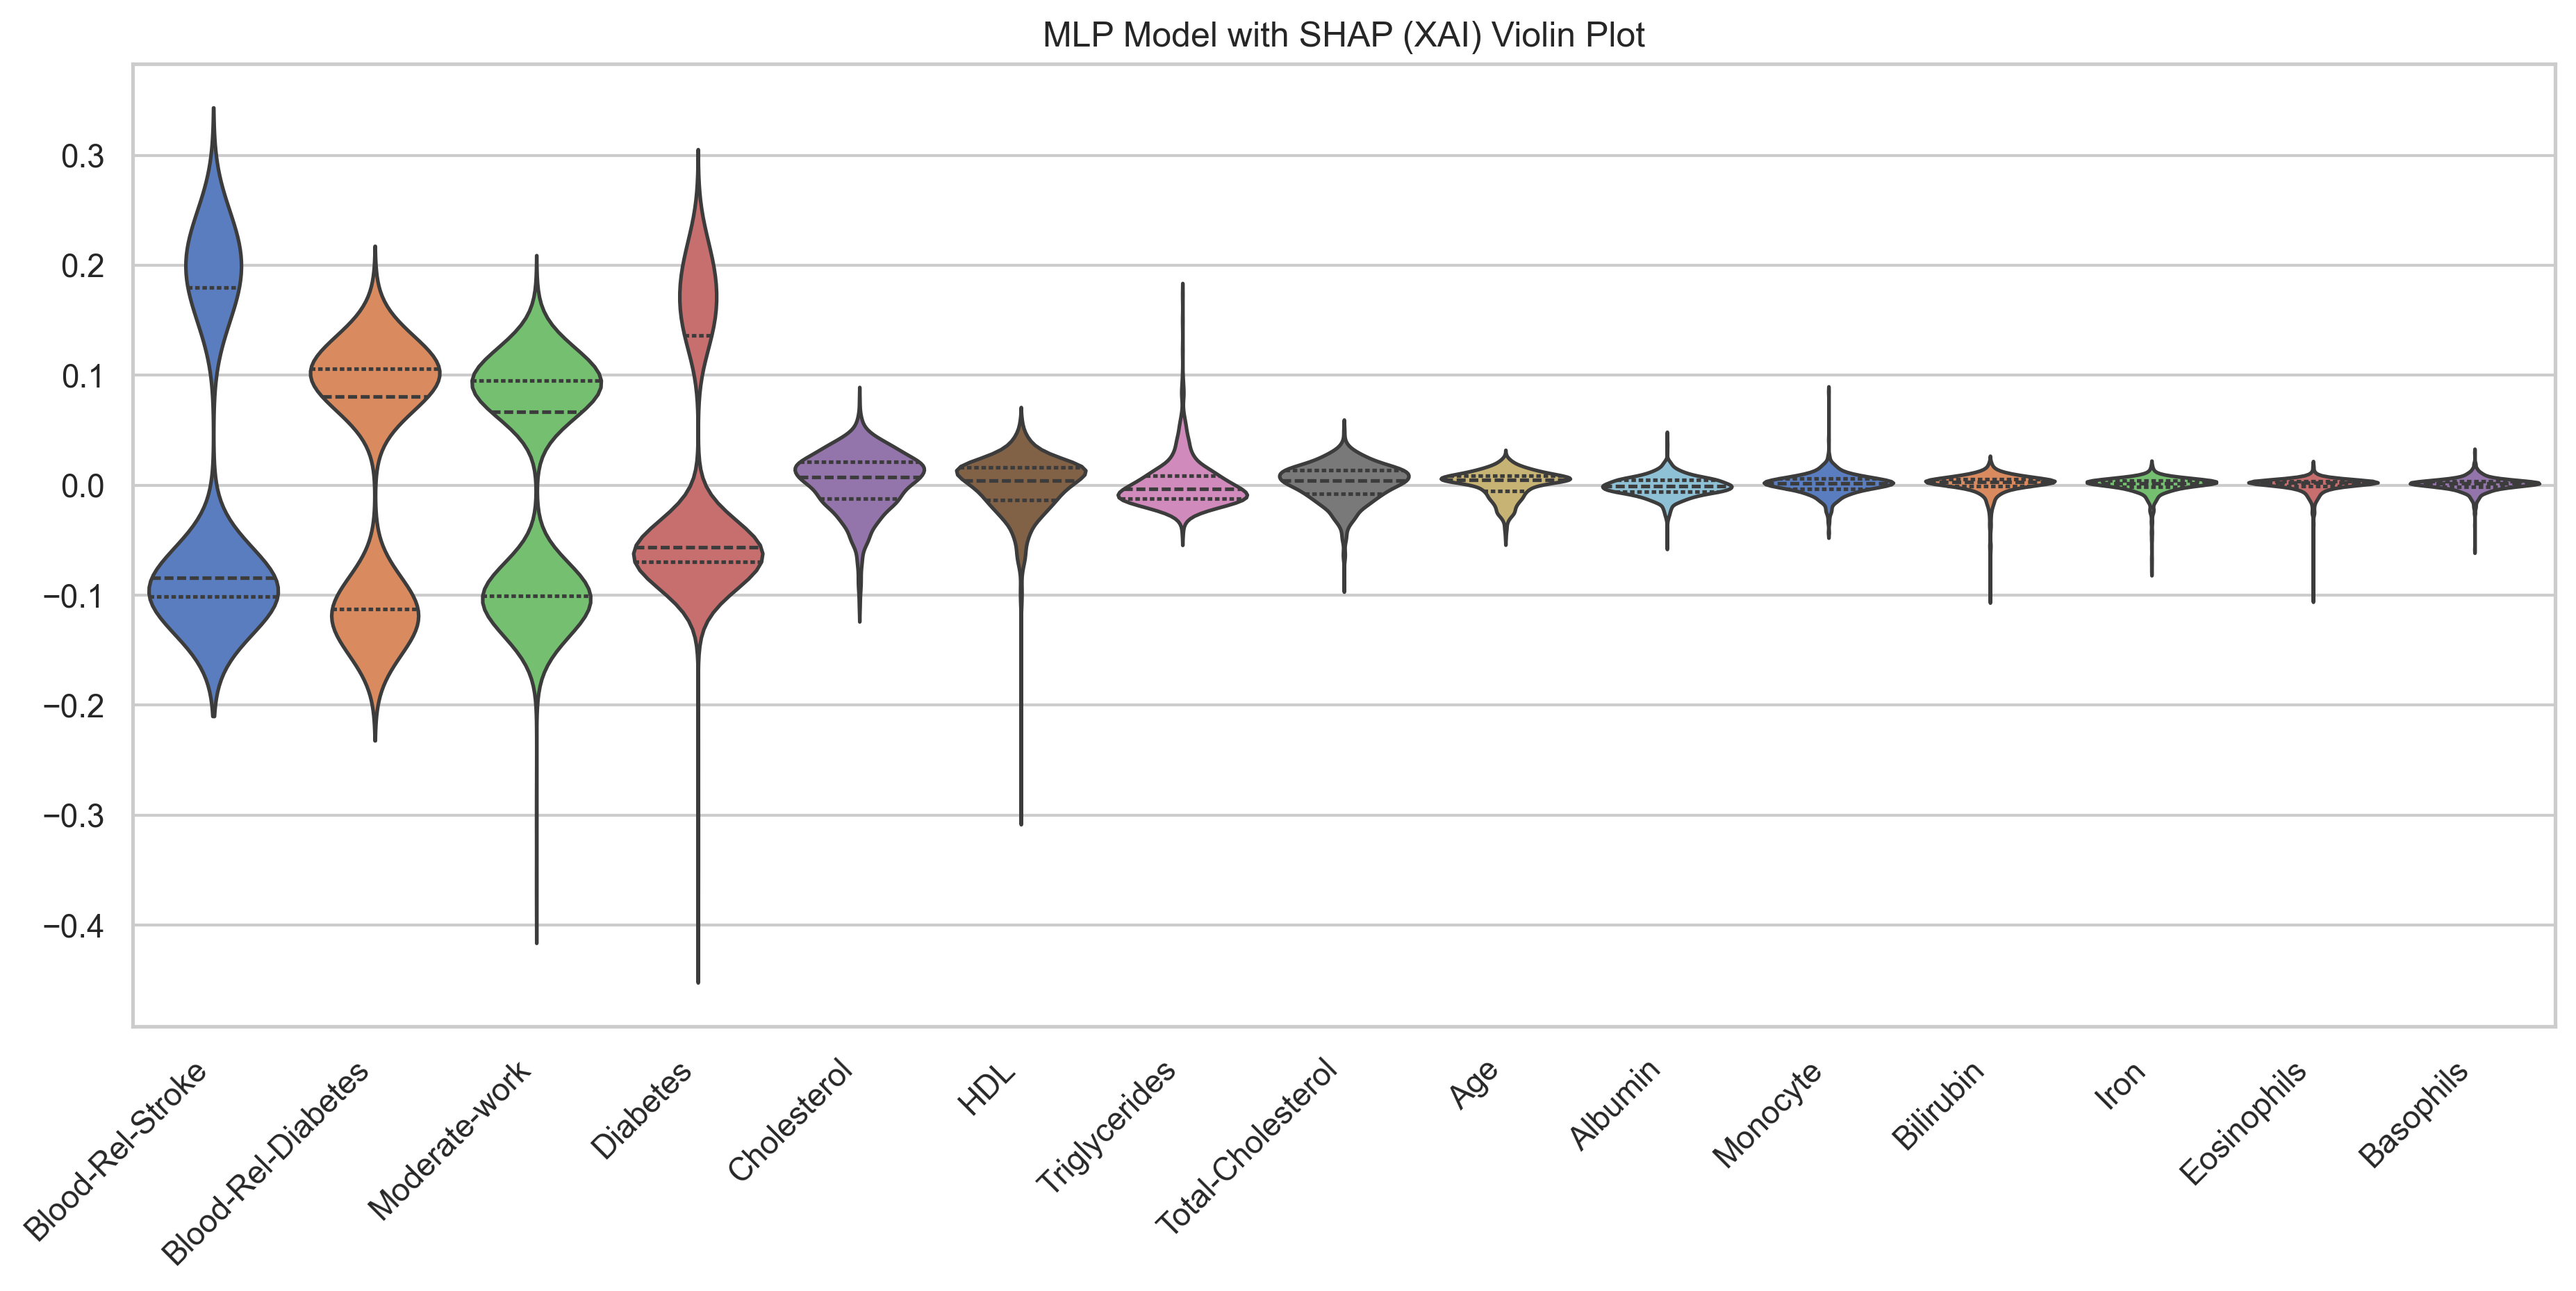 MLP Model with SHAP (XAI) Violin Plot
0.3
0.2
0.1
0.0
−0.1
−0.2
−0.3
−0.4
Blood-Rel-Stroke
Blood-Rel-Diabetes
Moderate-work
Diabetes
Cholesterol
HDL
Triglycerides
Total-Cholesterol
Age
Albumin
Monocyte
Bilirubin
Iron
Eosinophils
Basophils